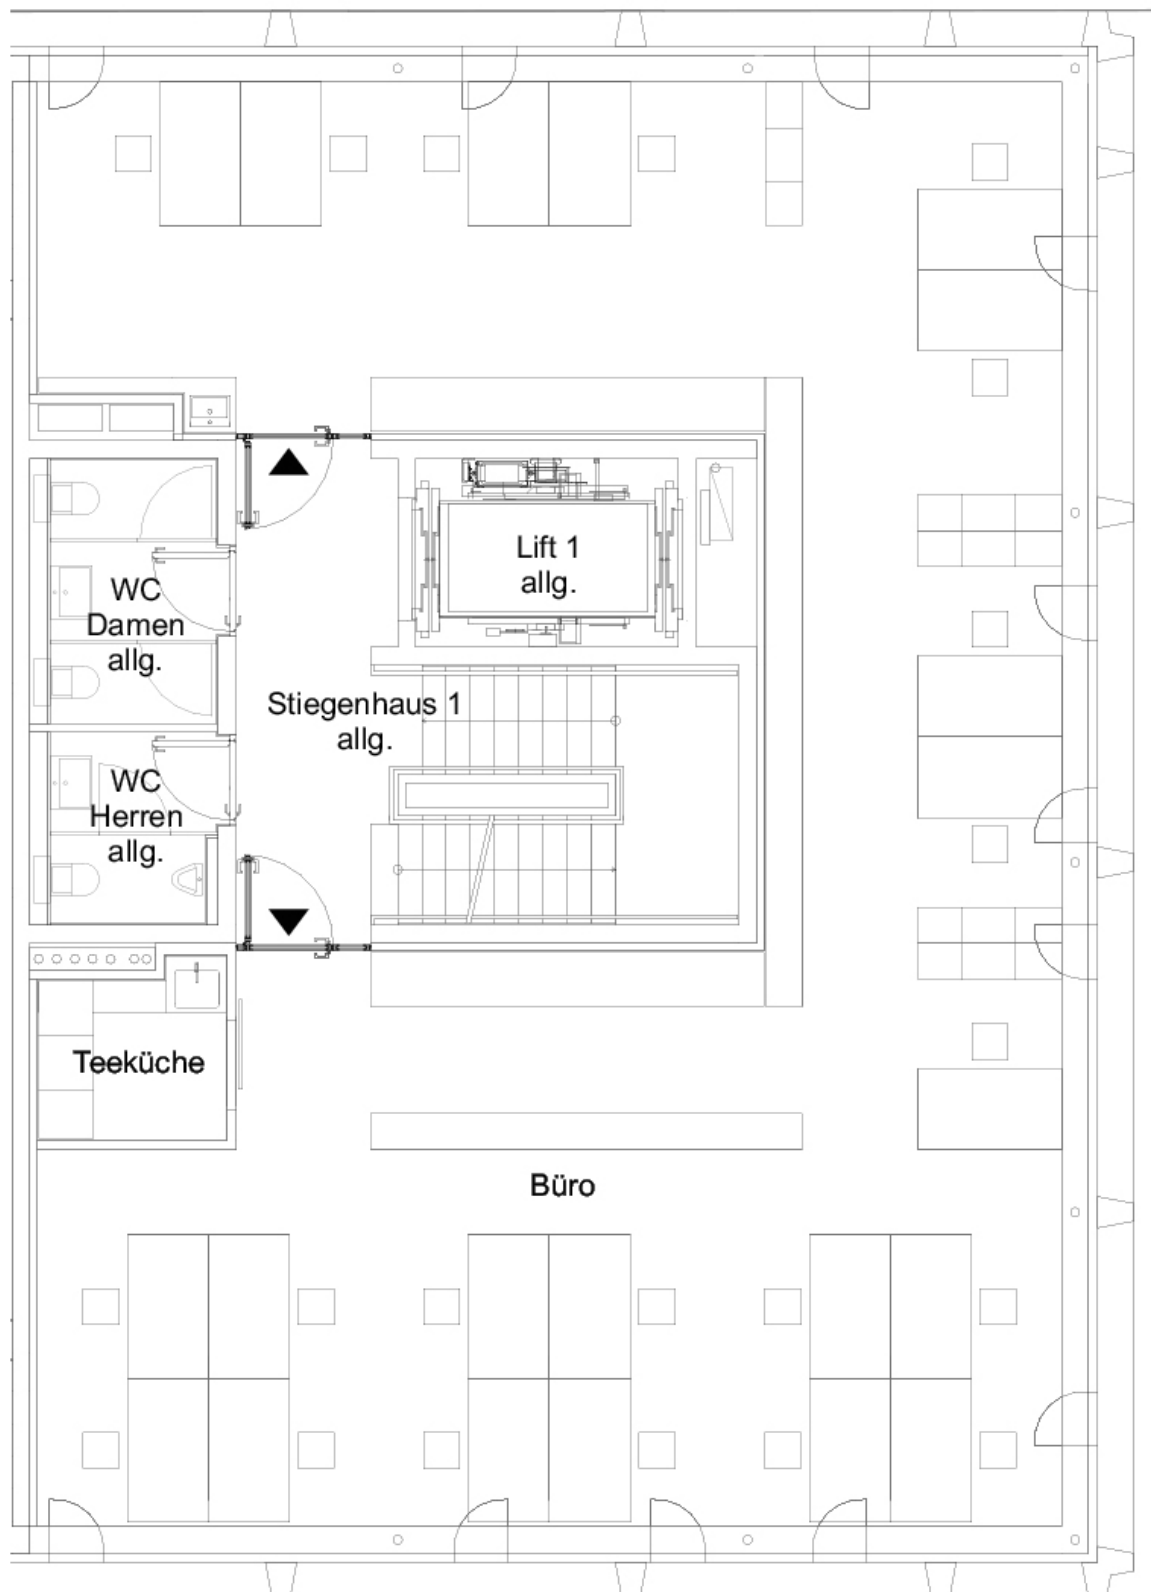 Lift 1
allg.
WC
Damen
allg.
Stiegenhaus 1
allg.
WC
Herren
allg.
Teeküche
Büro